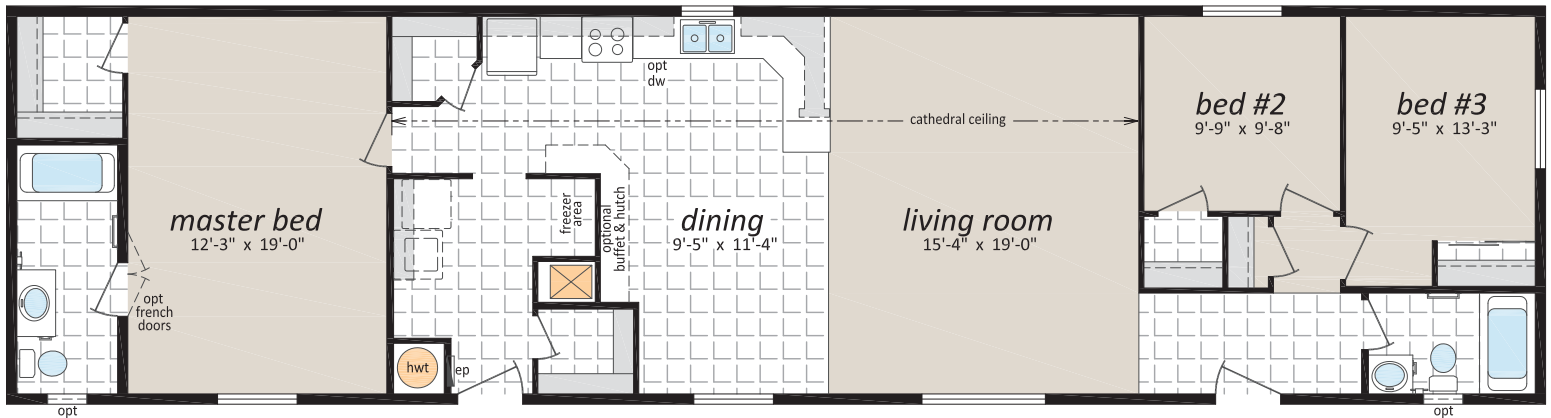 opt
dw
cathedral ceiling
bed #2
9'-9" x 9'-8"
bed #3
9'-5" x 13'-3"
master bed
12'-3" x 19'-0"
freezer
area
optional
buffet & hutch
dining
9'-5" x 11'-4"
living room
15'-4" x 19'-0"
opt
french
doors
hwt
ep
opt
opt